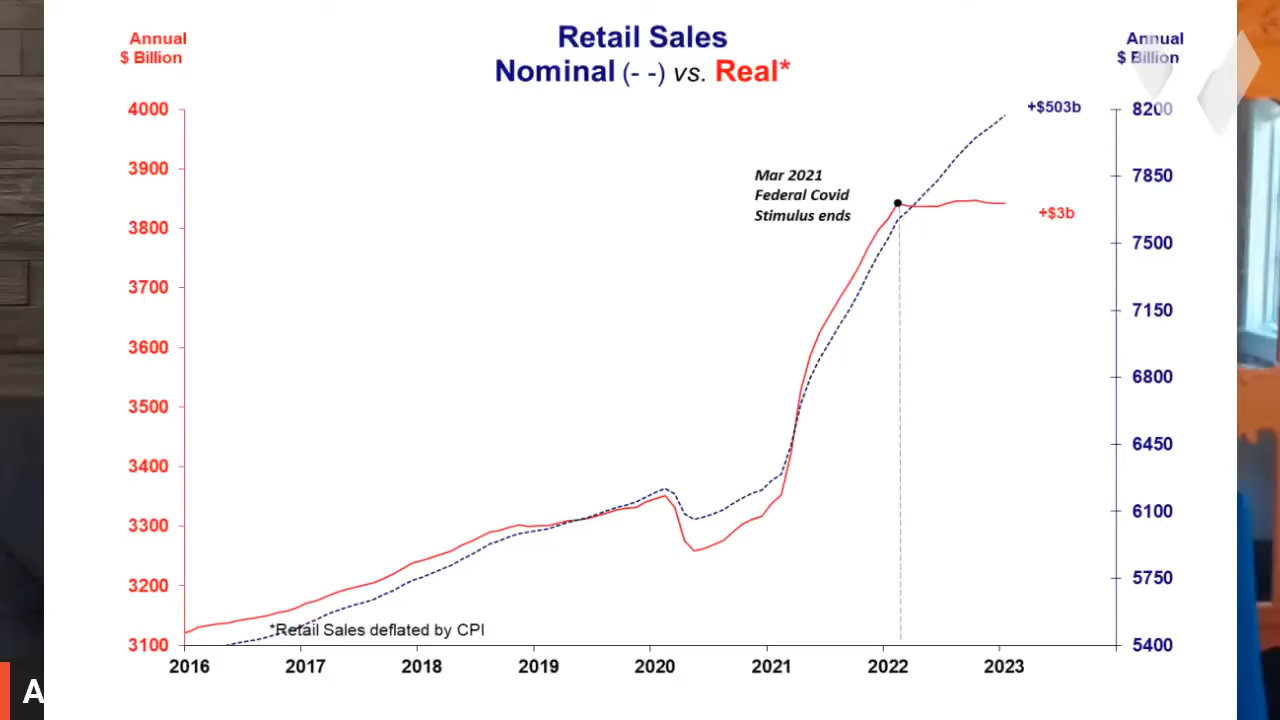 Retail Sales
Nominal (- -) vs. Real*
Annual
$ Billion
Annual
$ Billion
4000
3900
3800
3700
3600
3500
3400
3300
3200
3100
8200
7850
7500
7150
6800
6450
6100
5750
5400
+$503b
Mar 2021
Federal Covid
Stimulus ends
+$3b
*Retail Sales deflated by CPI
2016 2017 2018 2019 2020 2021 2022 2023
A